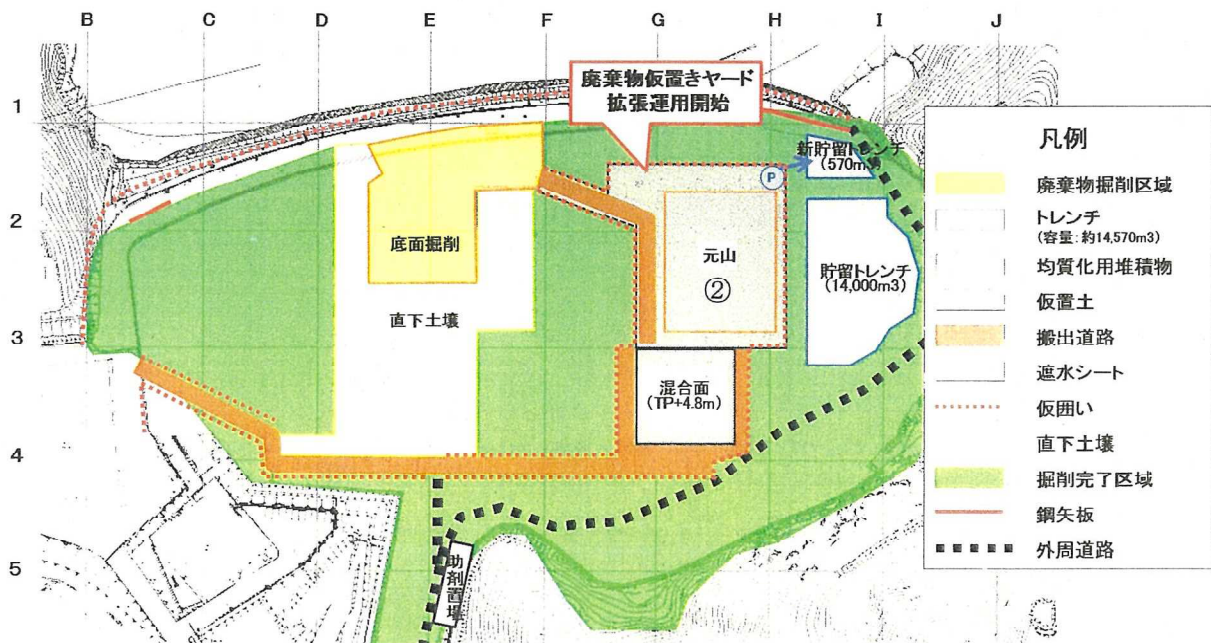 B C D E F G H I J
1
2
3
4
5
廃棄物仮置きヤード
拡張運用開始
新貯留トレンチ
(570m3)
P
底面掘削
元山
②
貯留トレンチ
(14,000m3)
直下土壌
混合面
(TP+4.8m)
助剤置場
凡例
廃棄物掘削区域
トレンチ
(容量:約14,570m3)
均質化用堆積物
仮置土
搬出道路
遮水シート
仮囲い
直下土壌
掘削完了区域
鋼矢板
外周道路